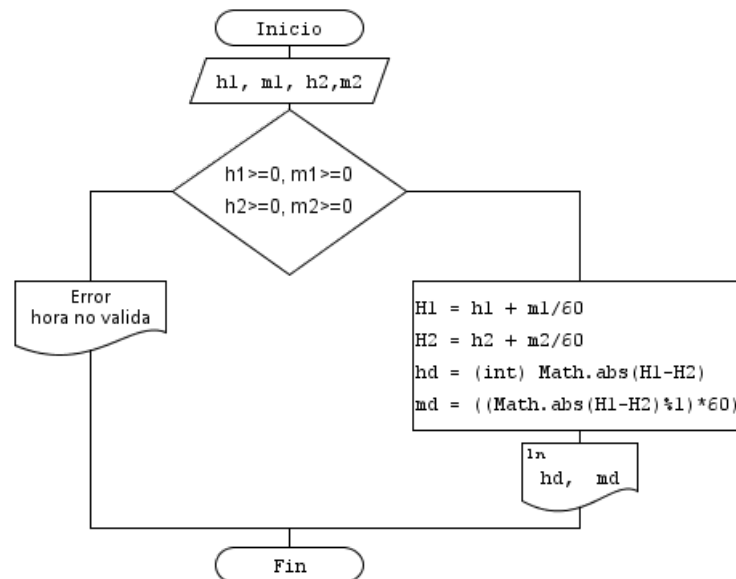 Inicio
h1, m1, h2,m2
h1>=0, m1>=0
h2>=0, m2>=0
Error
hora no valida
H1 = h1 + m1/60
H2 = h2 + m2/60
hd = (int) Math.abs(H1-H2)
md = ((Math.abs(H1-H2)%1)*60)
ln
hd, md
Fin